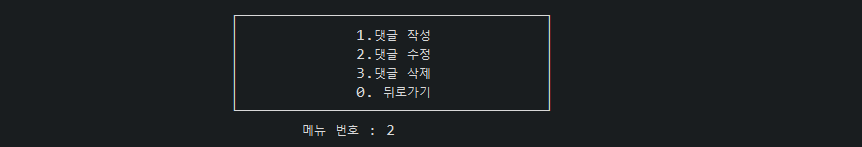 1.댓글 작성
2.댓글 수정
3.댓글 삭제
0. 뒤로가기
메뉴 번호 : 2